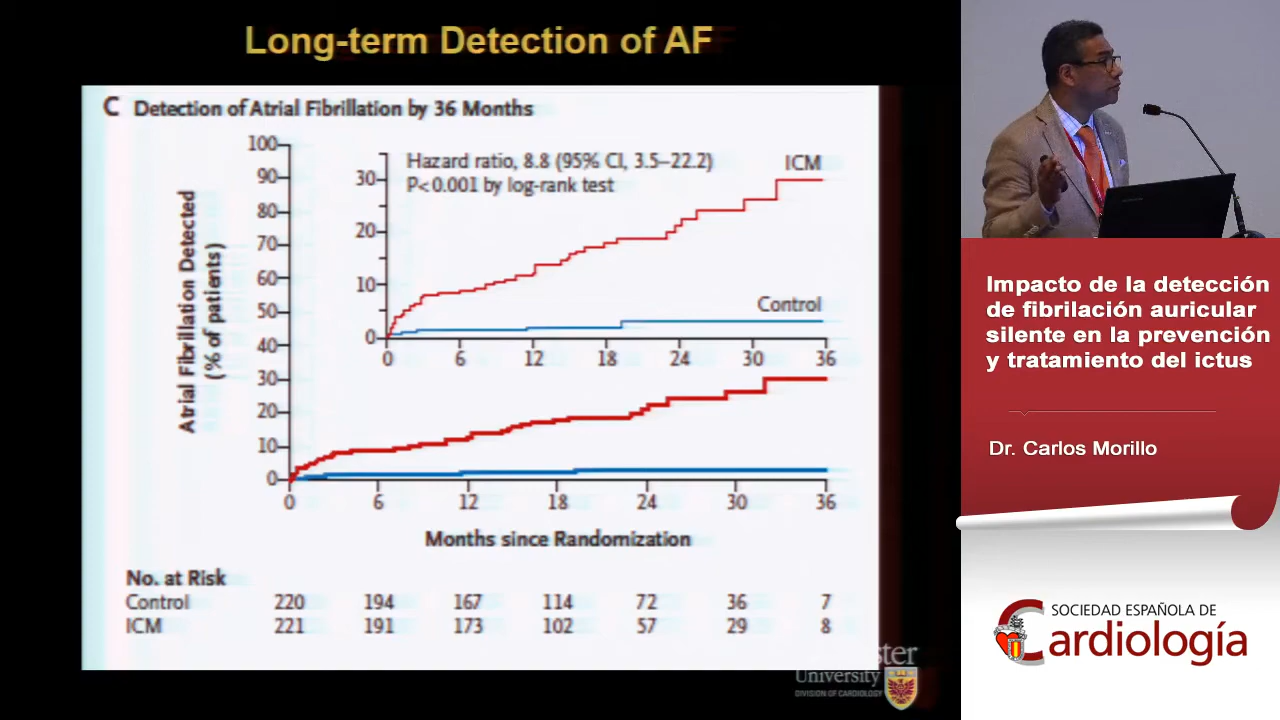 Long-term Detection of AF
C Detection of Atrial Fibrillation by 36 Months
Atrial Fibrillation Detected
(% of patients)
100
90
80
70
60
50
40
30
20
10
0
Hazard ratio, 8.8 (95% CI, 3.5–22.2)
P<0.001 by log-rank test
ICM
Control
30
20
10
0
0 6 12 18 24 30 36
0 6 12 18 24 30 36
Months since Randomization
No. at Risk
Control 220 194 167 114 72 36 7
ICM 221 191 173 102 57 29 8
University
DIVISION OF CARDIOLOGY
Impacto de la detección
de fibrilación auricular
silente en la prevención
y tratamiento del ictus
Dr. Carlos Morillo
SOCIEDAD ESPAÑOLA DE
Cardiología